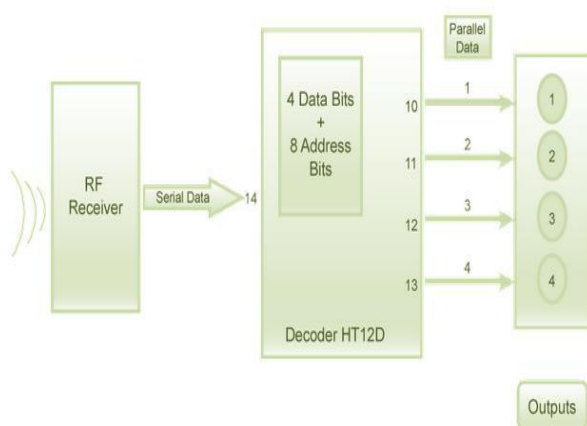 Parallel
Data
RF
Receiver
Serial Data
14
4 Data Bits
+
8 Address
Bits
10
11
12
13
Decoder HT12D
1
2
3
4
1
2
3
4
Outputs